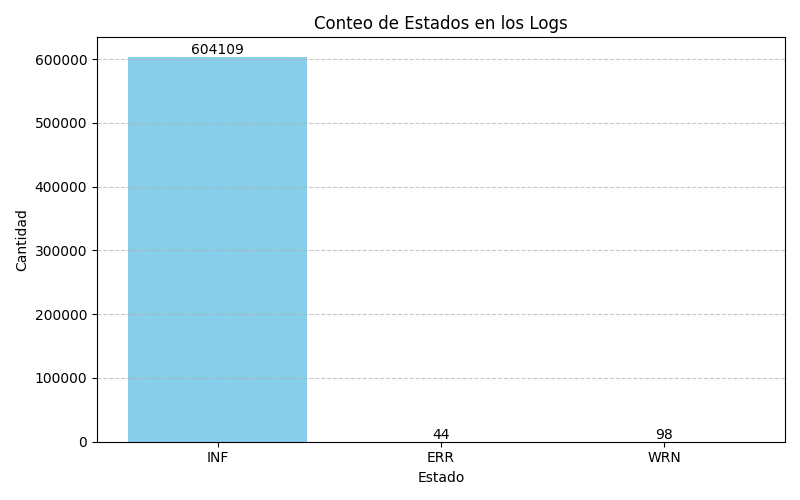 Conteo de Estados en los Logs
604109
600000
500000
400000
300000
200000
100000
0
Cantidad
44
98
INF
ERR
WRN
Estado